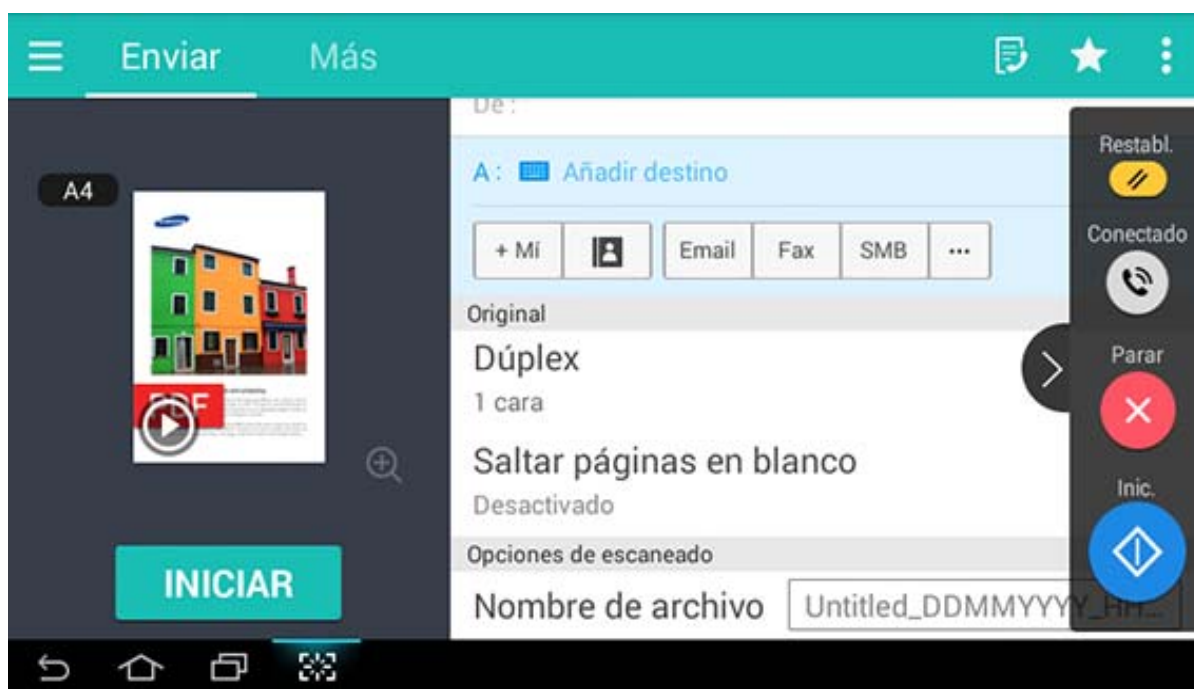 Enviar Más
De :
A : Añadir destino
A4
+ Mí Email Fax SMB ...
Original
Dúplex
1 cara
Saltar páginas en blanco
Desactivado
Opciones de escaneado
Nombre de archivo Untitled_DDMMYYYY_HH...
PDF
INICIAR
Restabl.
Conectado
Parar
Inic.